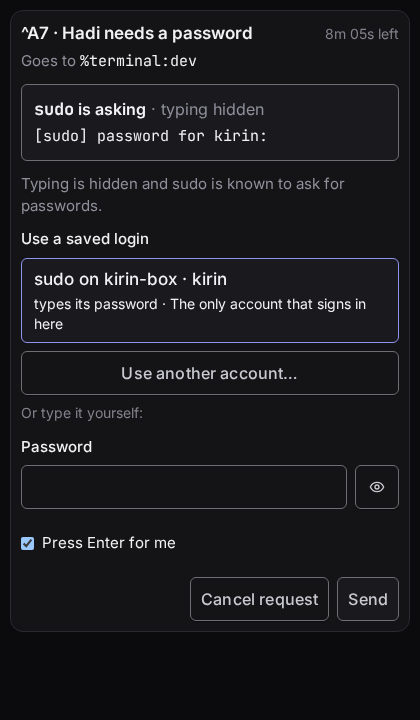 ^A7 · Hadi needs a password
8m 05s left
Goes to %terminal:dev
sudo is asking · typing hidden
[sudo] password for kirin:
Typing is hidden and sudo is known to ask for
passwords.
Use a saved login
sudo on kirin-box · kirin
types its password · The only account that signs in
here
Use another account...
Or type it yourself:
Password
Press Enter for me
Cancel request
Send